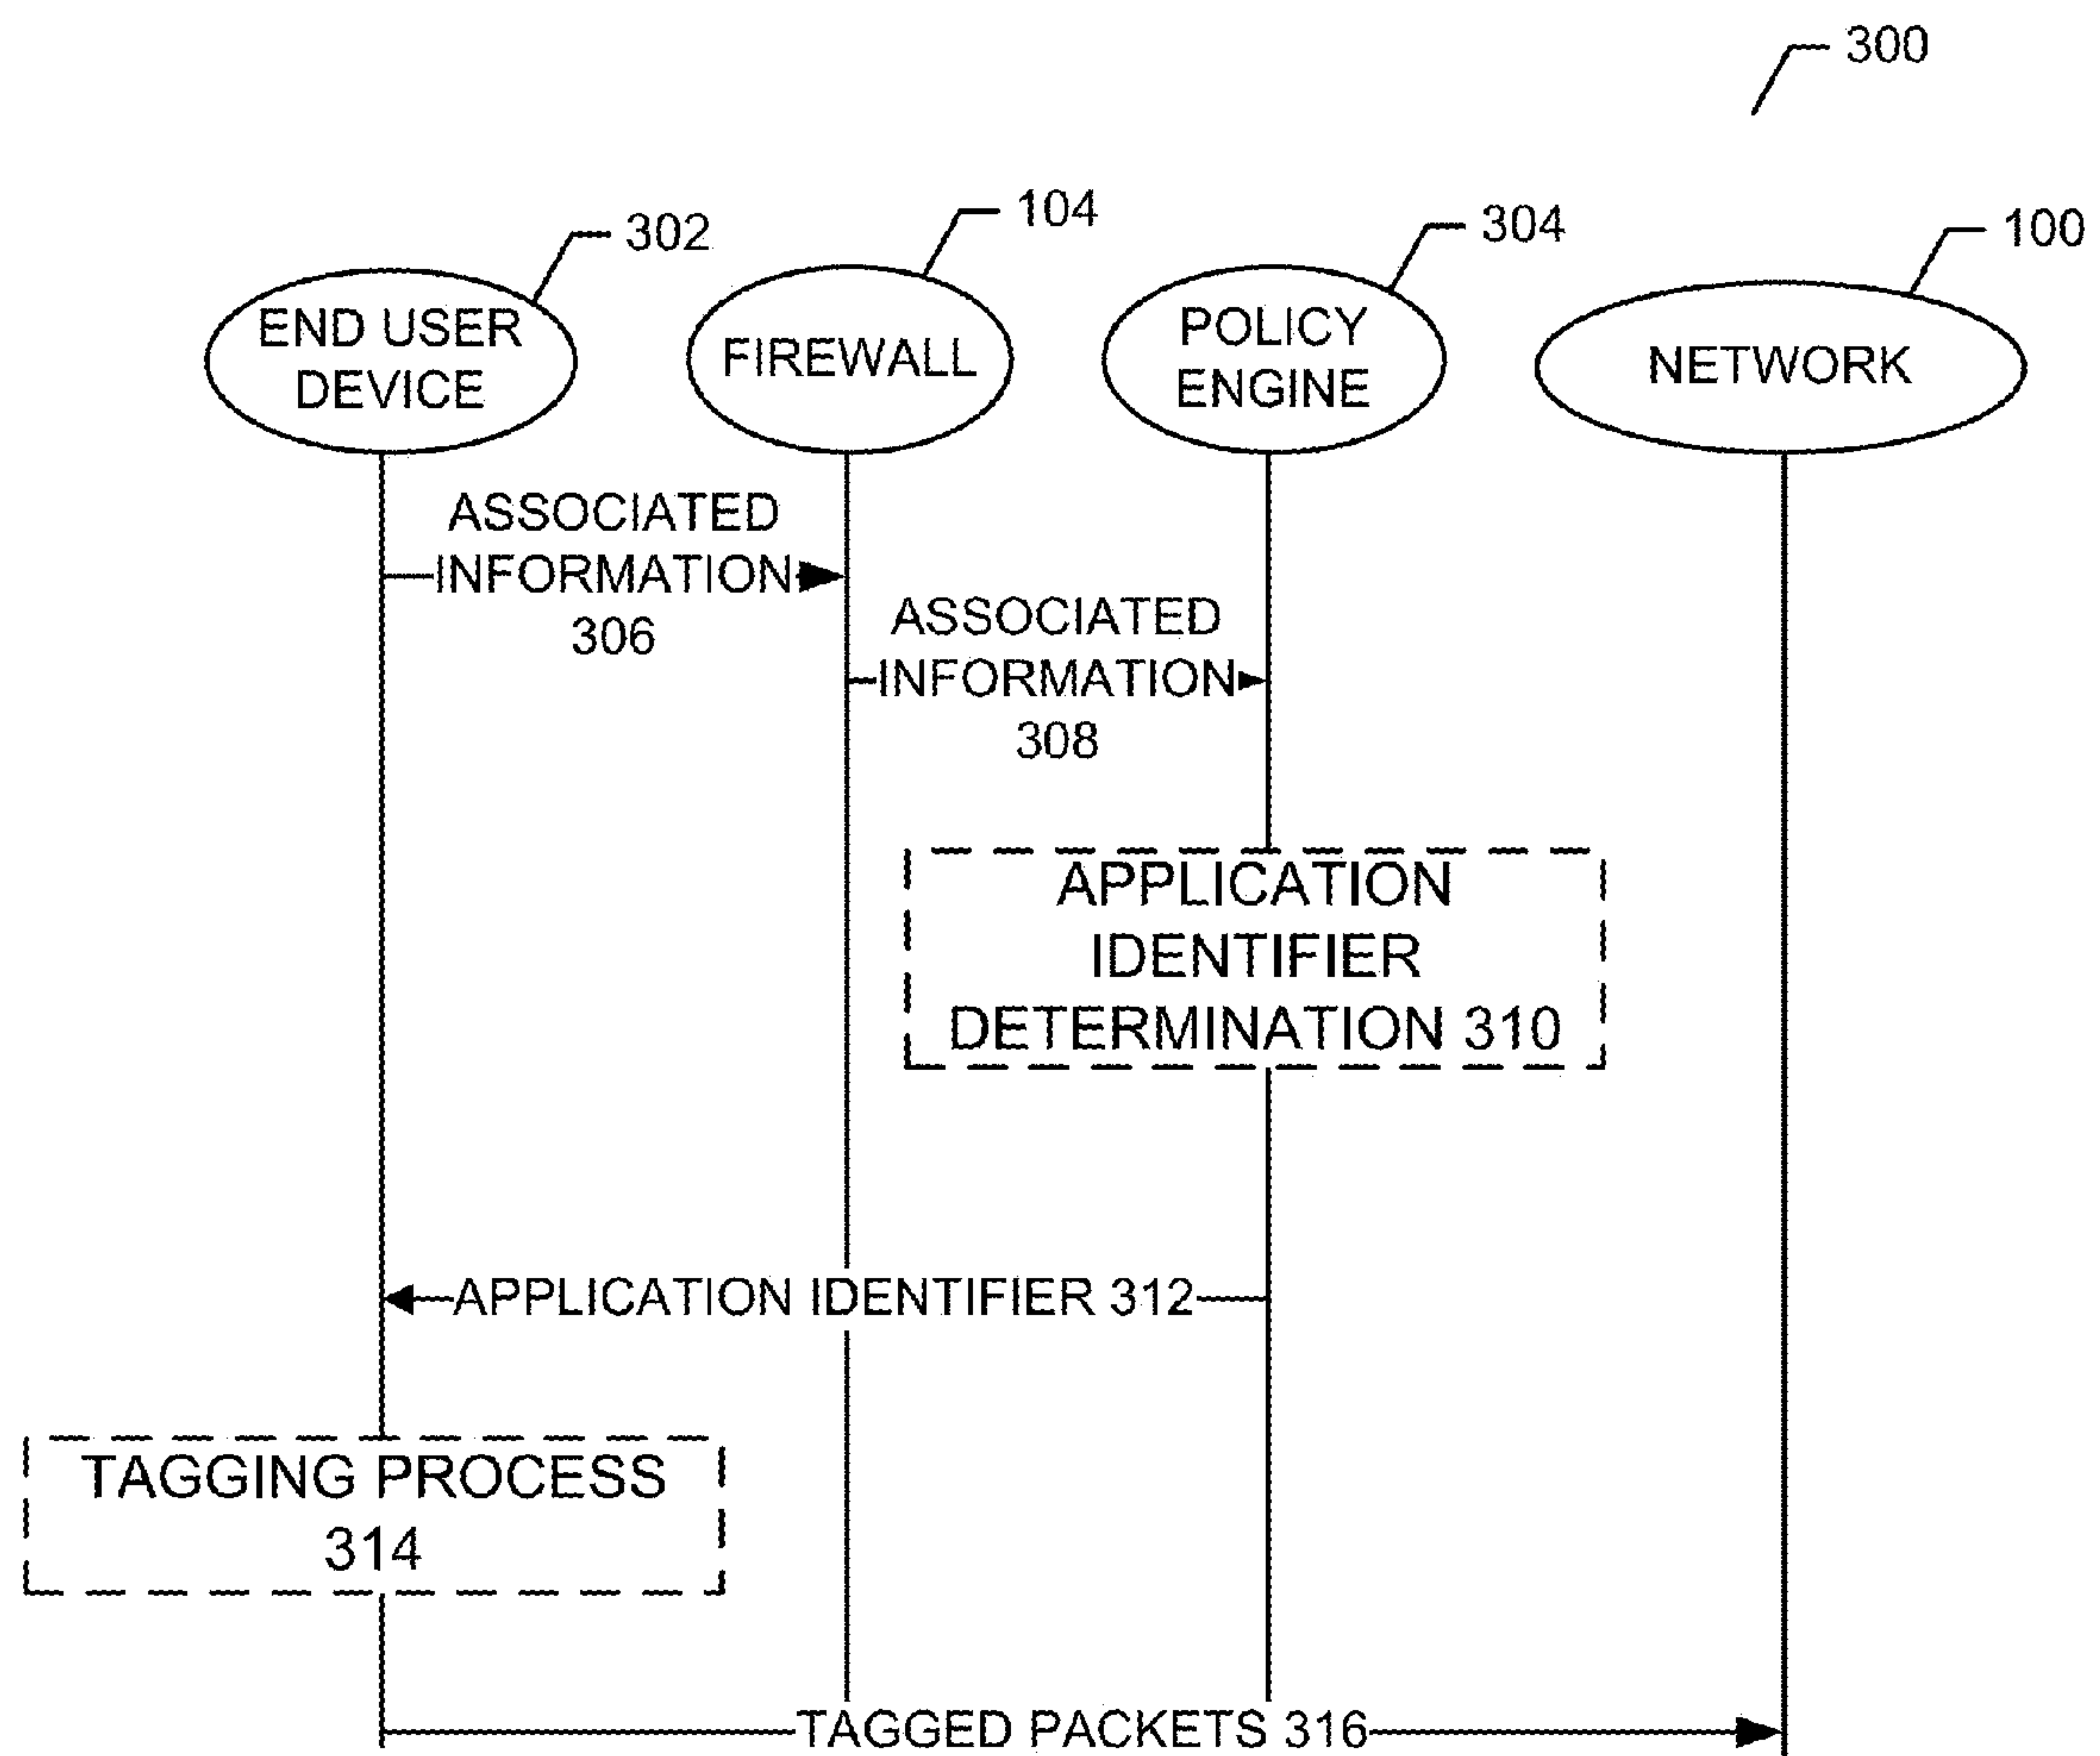 300
302
104
304
100
END USER
DEVICE
FIREWALL
POLICY
ENGINE
NETWORK
ASSOCIATED
INFORMATION
306
ASSOCIATED
INFORMATION
308
APPLICATION
IDENTIFIER
DETERMINATION 310
APPLICATION IDENTIFIER 312
TAGGING PROCESS
314
TAGGED PACKETS 316